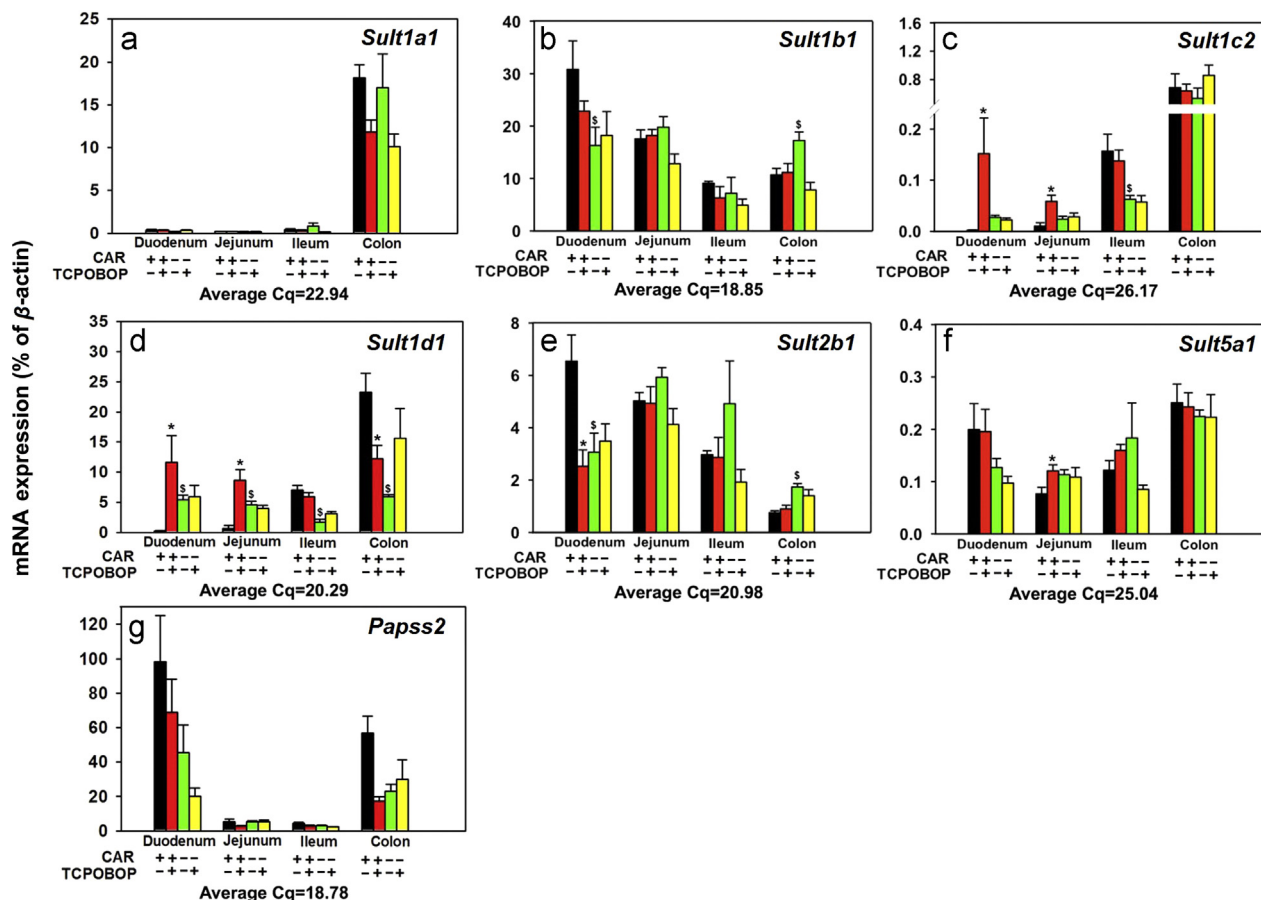 mRNA expression (% of β-actin)
a
Sult1a1
25
20
15
10
5
0
Duodenum Jejunum Ileum Colon
CAR ++−− ++−− ++−− ++−−
TCPOBOP −+−+ −+−+ −+−+ −+−+
Average Cq=22.94
b
Sult1b1
40
30
20
10
0
$ $
Duodenum Jejunum Ileum Colon
CAR ++−− ++−− ++−− ++−−
TCPOBOP −+−+ −+−+ −+−+ −+−+
Average Cq=18.85
c
Sult1c2
1.6
1.2
0.8
0.2
0.1
0.0
* * $
Duodenum Jejunum Ileum Colon
CAR ++−− ++−− ++−− ++−−
TCPOBOP −+−+ −+−+ −+−+ −+−+
Average Cq=26.17
d
Sult1d1
35
30
25
20
15
10
5
0
* $ * $ $ * $
Duodenum Jejunum Ileum Colon
CAR ++−− ++−− ++−− ++−−
TCPOBOP −+−+ −+−+ −+−+ −+−+
Average Cq=20.29
e
Sult2b1
8
6
4
2
0
* $ $
Duodenum Jejunum Ileum Colon
CAR ++−− ++−− ++−− ++−−
TCPOBOP −+−+ −+−+ −+−+ −+−+
Average Cq=20.98
f
Sult5a1
0.4
0.3
0.2
0.1
0.0
*
Duodenum Jejunum Ileum Colon
CAR ++−− ++−− ++−− ++−−
TCPOBOP −+−+ −+−+ −+−+ −+−+
Average Cq=25.04
g
Papss2
120
100
80
60
40
20
0
Duodenum Jejunum Ileum Colon
CAR ++−− ++−− ++−− ++−−
TCPOBOP −+−+ −+−+ −+−+ −+−+
Average Cq=18.78